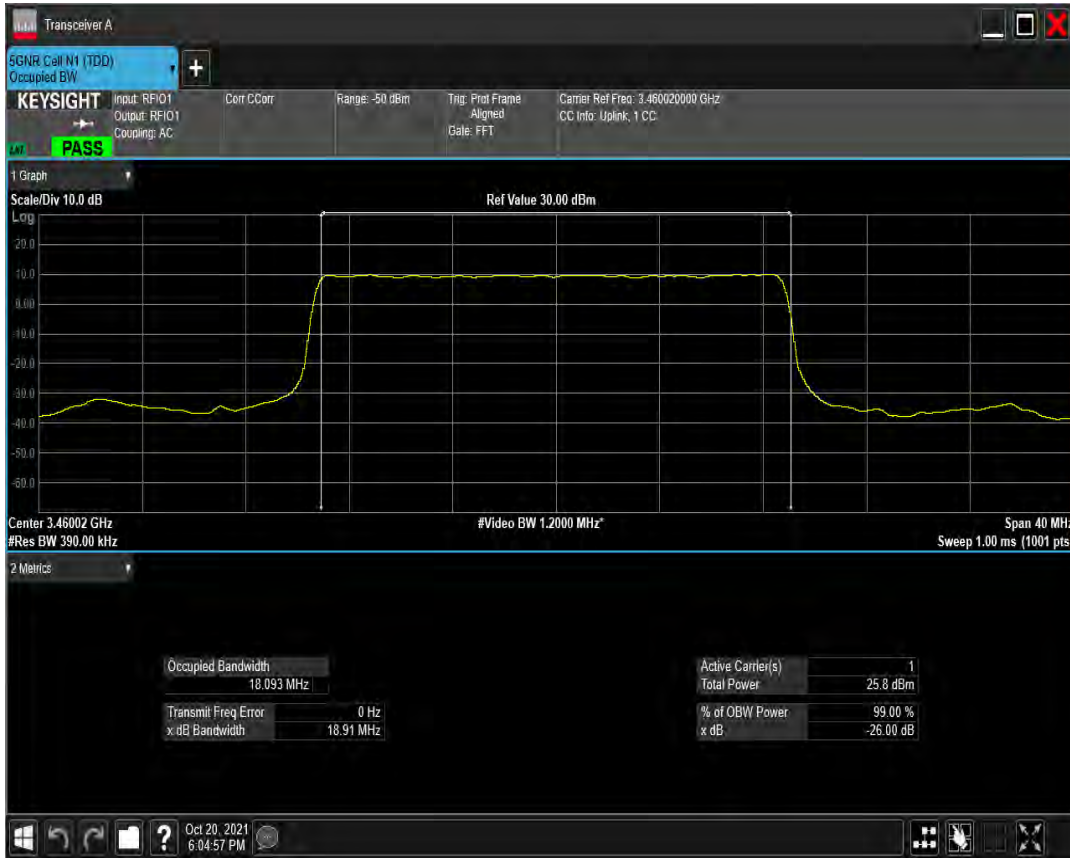 Transceiver A
5GNR Cell N1 (TDD)
Occupied BW
+
KEYSIGHT
Input: RFIO1
Output: RFIO1
Coupling: AC
Corr CCorr
Range: -50 dBm
Trig: Prot Frame
Aligned
Gate: FFT
Carrier Ref Freq: 3.460020000 GHz
CC Info: Uplink, 1 CC
PASS
1 Graph
Scale/Div 10.0 dB
Ref Value 30.00 dBm
Log
20.0
10.0
0.00
-10.0
-20.0
-30.0
-40.0
-50.0
-60.0
Center 3.46002 GHz
#Video BW 1.2000 MHz*
Span 40 MHz
#Res BW 390.00 kHz
Sweep 1.00 ms (1001 pts
2 Metrics
Occupied Bandwidth
18.093 MHz
Transmit Freq Error 0 Hz
x dB Bandwidth 18.91 MHz
Active Carrier(s) 1
Total Power 25.8 dBm
% of OBW Power 99.00 %
x dB -26.00 dB
?
Oct 20, 2021
6:04:57 PM